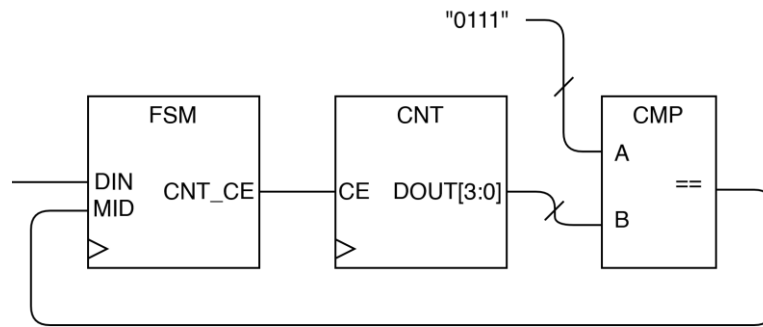 "0111"
FSM
CNT
CMP
A
DIN
CNT_CE
CE
DOUT[3:0]
==
MID
B